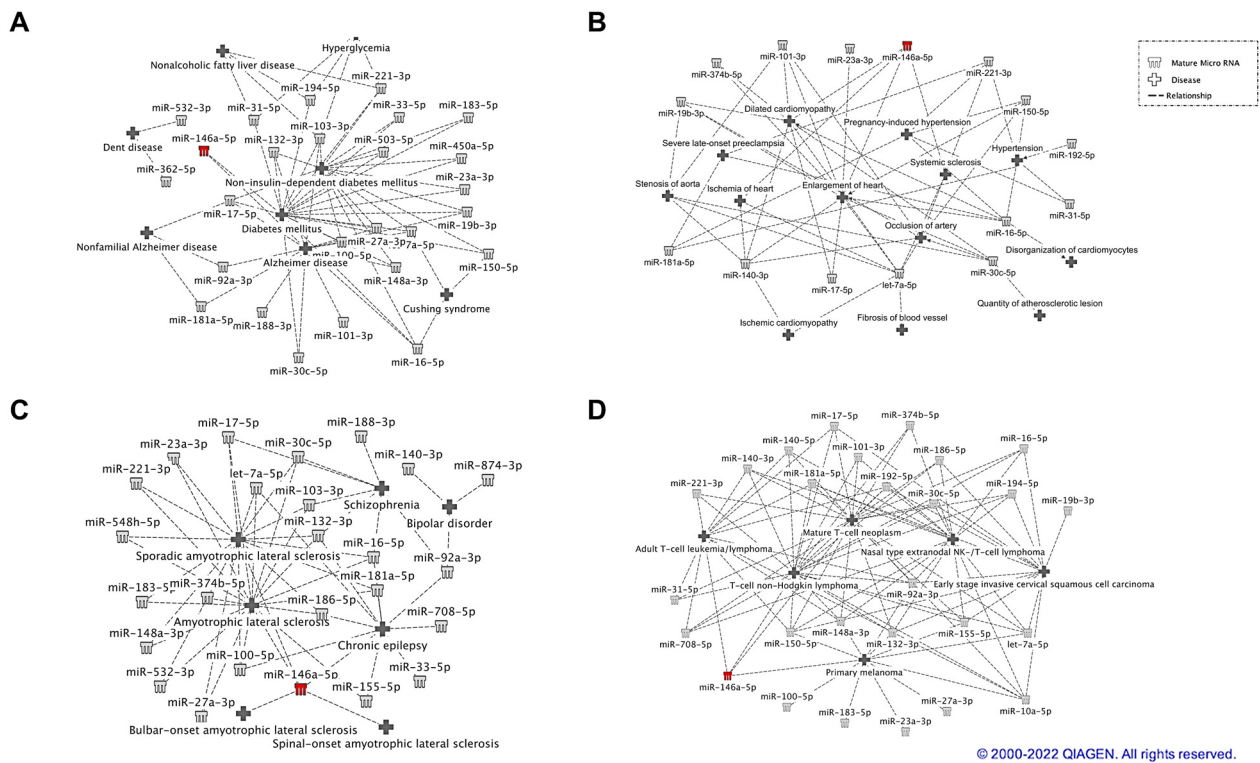 A
Hyperglycemia
Nonalcoholic fatty liver disease
miR-221-3p
miR-194-5p
miR-532-3p
miR-31-5p
miR-33-5p
miR-183-5p
miR-146a-5p
miR-103-3p
Dent disease
miR-132-3p
miR-503-5p
miR-450a-5p
miR-362-5p
miR-23a-3p
Non-insulin-dependent diabetes mellitus
miR-17-5p
miR-19b-3p
Diabetes mellitus
Nonfamilial Alzheimer disease
miR-27a-3p
7a-5p
miR-100-5p
Alzheimer disease
miR-150-5p
miR-92a-3p
miR-148a-3p
Cushing syndrome
miR-181a-5p
miR-188-3p
miR-101-3p
miR-16-5p
miR-30c-5p
B
miR-101-3p
miR-23a-3p
miR-146a-5p
miR-374b-5p
miR-221-3p
miR-19b-3p
Dilated cardiomyopathy
miR-150-5p
Pregnancy-induced hypertension
Severe late-onset preeclampsia
Hypertension
miR-192-5p
Systemic sclerosis
Stenosis of aorta
Ischemia of heart
Enlargement of heart
miR-31-5p
miR-16-5p
Occlusion of artery
Disorganization of cardiomyocytes
miR-181a-5p
miR-140-3p
miR-30c-5p
miR-17-5p
let-7a-5p
Quantity of atherosclerotic lesion
Ischemic cardiomyopathy
Fibrosis of blood vessel
Mature Micro RNA
Disease
Relationship
C
miR-17-5p
miR-188-3p
miR-23a-3p
miR-30c-5p
miR-140-3p
miR-221-3p
let-7a-5p
miR-874-3p
miR-103-3p
Schizophrenia
miR-548h-5p
miR-132-3p
Bipolar disorder
Sporadic amyotrophic lateral sclerosis
miR-16-5p
miR-92a-3p
miR-183-5
miR-374b-5p
miR-181a-5p
miR-186-5p
miR-708-5p
Amyotrophic lateral sclerosis
miR-148a-3p
Chronic epilepsy
miR-100-5p
miR-33-5p
miR-532-3p
miR-146a-5p
miR-155-5p
miR-27a-3p
Bulbar-onset amyotrophic lateral sclerosis
Spinal-onset amyotrophic lateral sclerosis
D
miR-17-5p
miR-374b-5p
miR-140-5p
miR-101-3p
miR-186-5p
miR-16-5p
miR-140-3p
miR-181a-5p
miR-192-5p
miR-221-3p
miR-30c-5p
miR-194-5p
miR-19b-3p
Mature T-cell neoplasm
Adult T-cell leukemia/lymphoma
Nasal type extranodal NK-/T-cell lymphoma
T-cell non-Hodgkin lymphoma
Early stage invasive cervical squamous cell carcinoma
miR-31-5p
miR-92a-3p
miR-708-5p
miR-150-5p
miR-148a-3p
miR-132-3p
miR-155-5p
let-7a-5p
Primary melanoma
miR-146a-5p
miR-100-5p
miR-183-5p
miR-27a-3p
miR-23a-3p
miR-10a-5p
© 2000-2022 QIAGEN. All rights reserved.